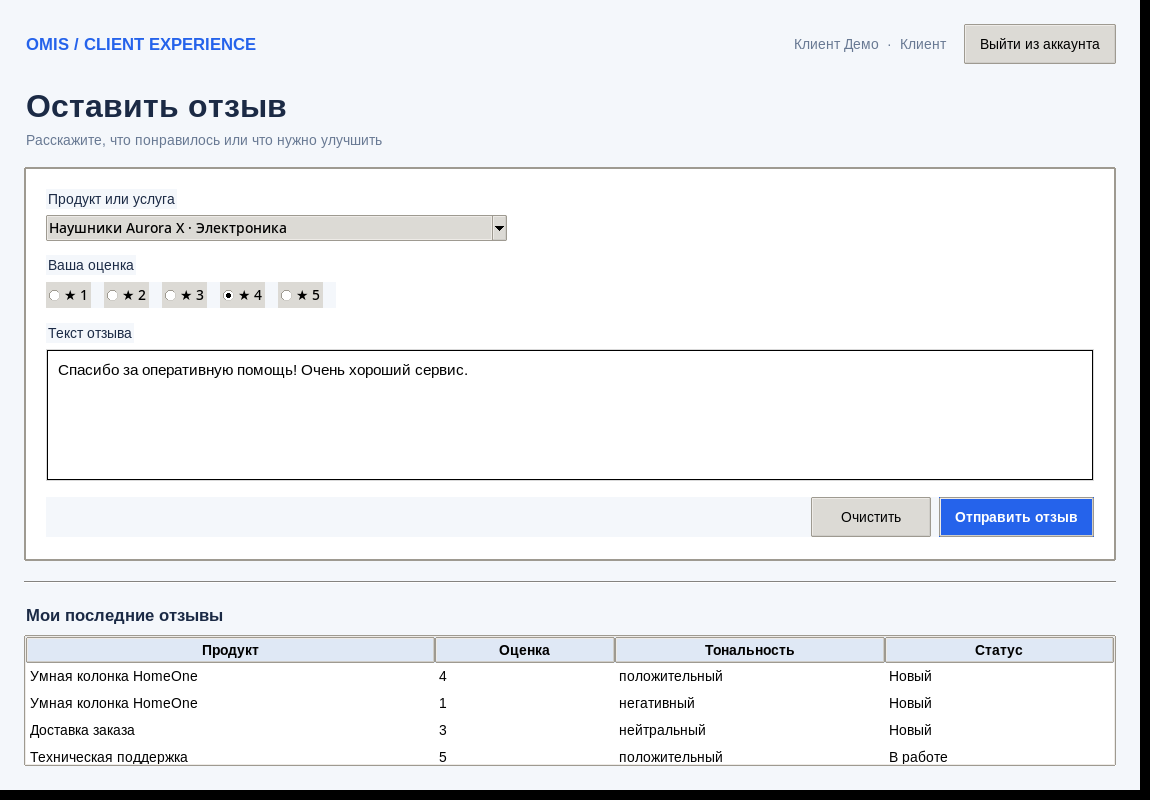 OMIS / CLIENT EXPERIENCE
Клиент Демо · Клиент
Выйти из аккаунта
Оставить отзыв
Расскажите, что понравилось или что нужно улучшить
Продукт или услуга
Наушники Aurora X · Электроника
Ваша оценка
★ 1 ★ 2 ★ 3 ★ 4 ★ 5
Текст отзыва
Спасибо за оперативную помощь! Очень хороший сервис.
Очистить Отправить отзыв
Мои последние отзывы
Продукт Оценка Тональность Статус
Умная колонка HomeOne 4 положительный Новый
Умная колонка HomeOne 1 негативный Новый
Доставка заказа 3 нейтральный Новый
Техническая поддержка 5 положительный В работе